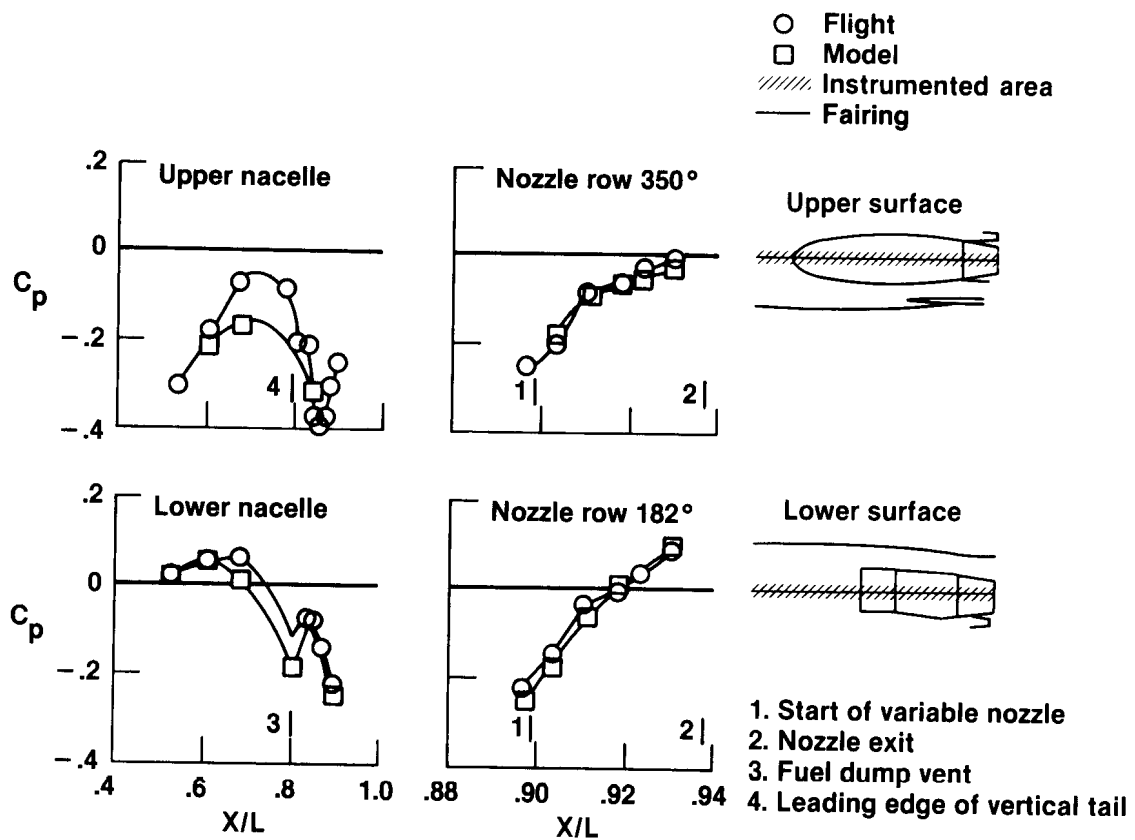 Flight
Model
Instrumented area
Fairing
.2
0
Cp
−.2
−.4
Upper nacelle
4
Nozzle row 350°
1
2
Upper surface
.2
0
Cp
−.2
−.4
Lower nacelle
3
.4 .6 .8 1.0
X/L
Nozzle row 182°
1
2
.88 .90 .92 .94
X/L
Lower surface
1. Start of variable nozzle
2. Nozzle exit
3. Fuel dump vent
4. Leading edge of vertical tail